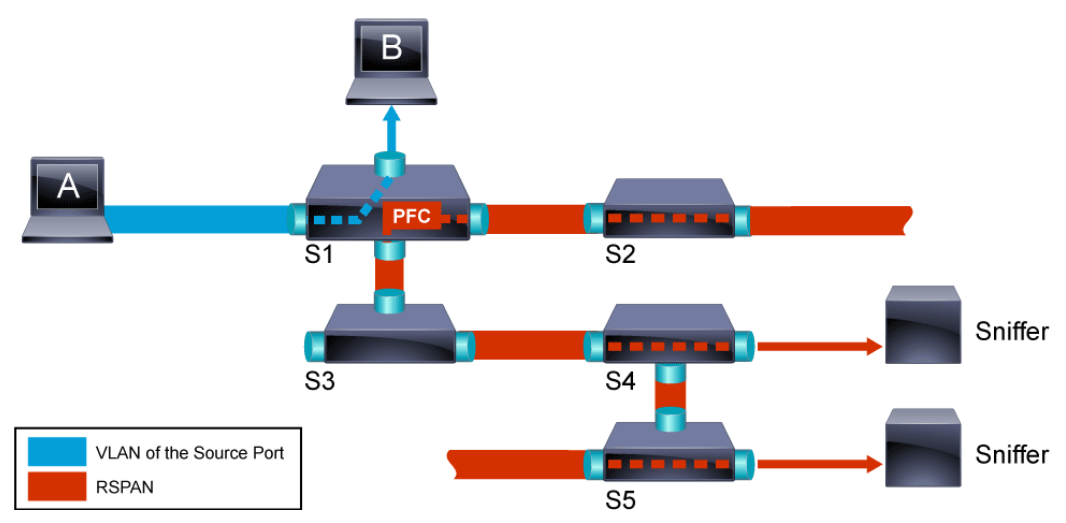 B
A
PFC
S1
S2
Sniffer
S3
S4
VLAN of the Source Port
Sniffer
RSPAN
S5